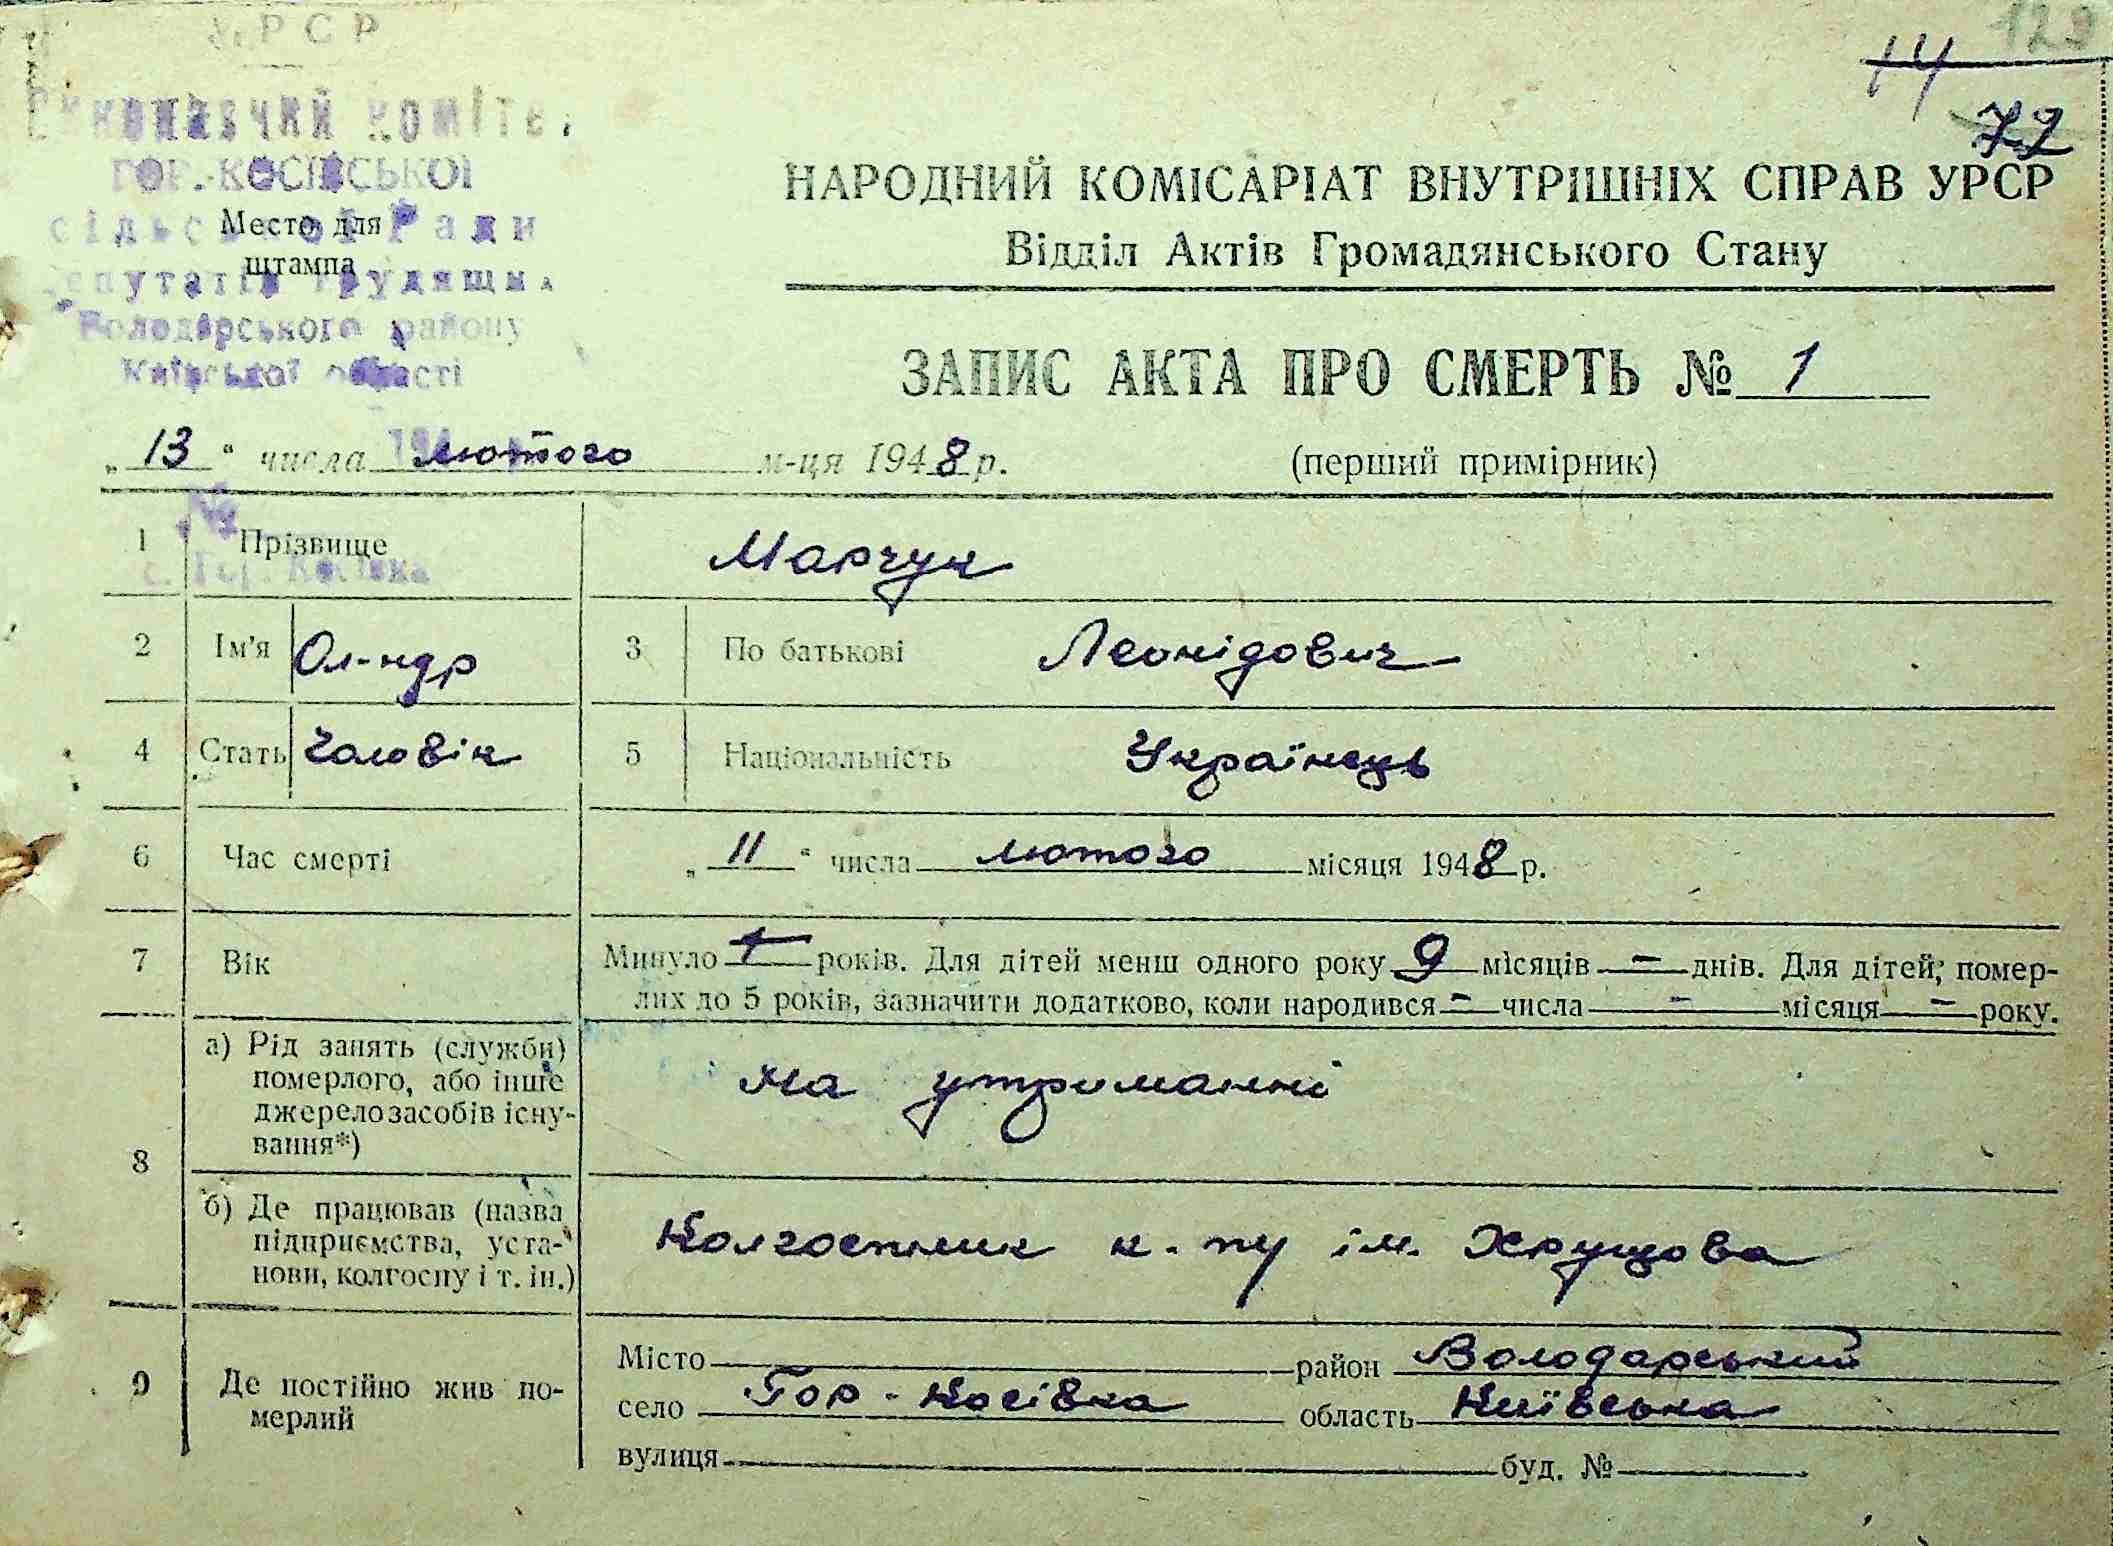 УРСР
14
129
72
Виконавчий комітет
ГОР.-КОСІВСЬКОЇ
сільської Ради
Место для
штампа
депутатів трудящих
Володарського району
Київської області
НАРОДНИЙ КОМІСАРІАТ ВНУТРІШНІХ СПРАВ УРСР
Відділ Актів Громадянського Стану
ЗАПИС АКТА ПРО СМЕРТЬ № 1
„13“ числа лютого м-ця 1948 р. (перший примірник)
1 Прізвище Марчук
с. Гор. Косівка
2 Ім'я Ол-ндр 3 По батькові Леонідович
4 Стать Чоловік 5 Національність Українець
6 Час смерті „11“ числа лютого місяця 1948 р.
7 Вік Минуло — років. Для дітей менш одного року 9 місяців — днів. Для дітей, помер-
лих до 5 років, зазначити додатково, коли народився — числа — місяця — року.
8 а) Рід занять (служби)
померлого, або інше
джерело засобів існу-
вання*) на утриманні
б) Де працював (назва
підприємства, уста-
нови, колгоспу і т. ін.) Колгоспник к-пу ім. Хрущова
9 Де постійно жив по-
мерлий
Місто район Володарський
село Гор-Косівка область Київська
вулиця буд. №